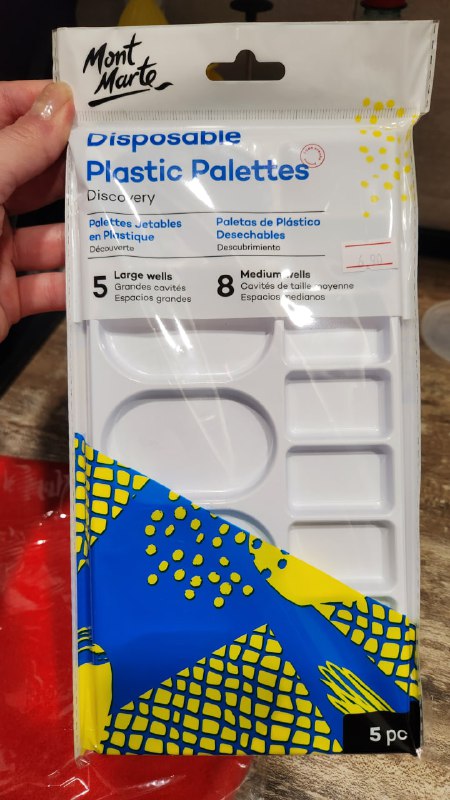 Mont
Marte
Disposable
Plastic Palettes
Discovery
Palettes Jetables
en Plastique
Découverte
Paletas de Plástico
Desechables
Descubrimiento
5 Large wells
Grandes cavités
Espacios grandes
8 Medium wells
Cavités de taille moyenne
Espacios medianos
5 pc